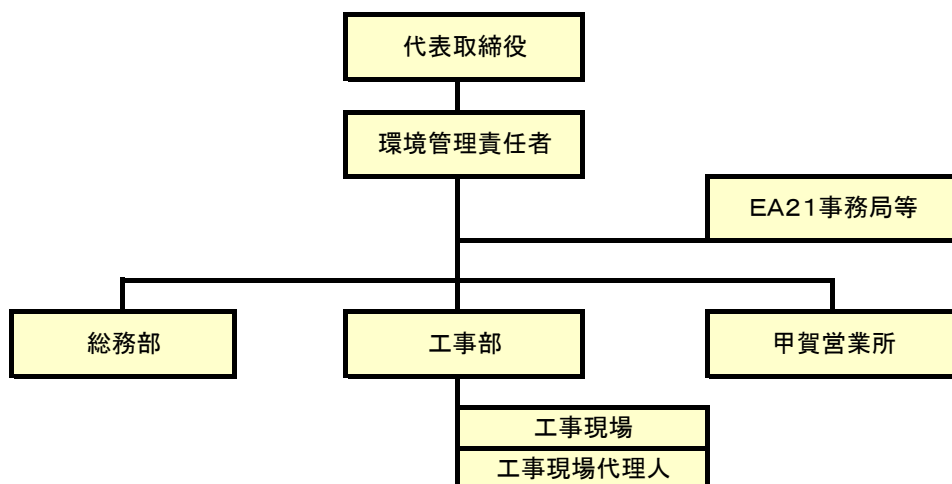 代表取締役
環境管理責任者
EA21事務局等
総務部
工事部
甲賀営業所
工事現場
工事現場代理人